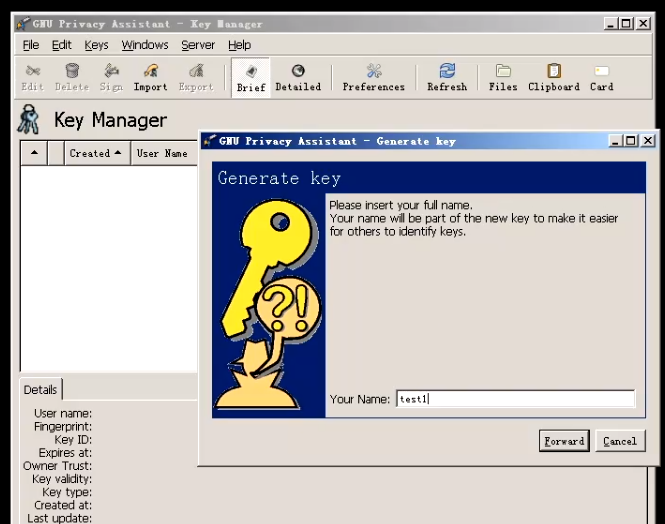 GNU Privacy Assistant - Key Manager
File Edit Keys Windows Server Help
Edit Delete Sign Import Export Brief Detailed Preferences Refresh Files Clipboard Card
Key Manager
Created User Name
GNU Privacy Assistant - Generate key
Generate key
Please insert your full name.
Your name will be part of the new key to make it easier
for others to identify keys.
?!
Your Name: test1
Forward Cancel
Details
User name:
Fingerprint:
Key ID:
Expires at:
Owner Trust:
Key validity:
Key type:
Created at:
Last update: